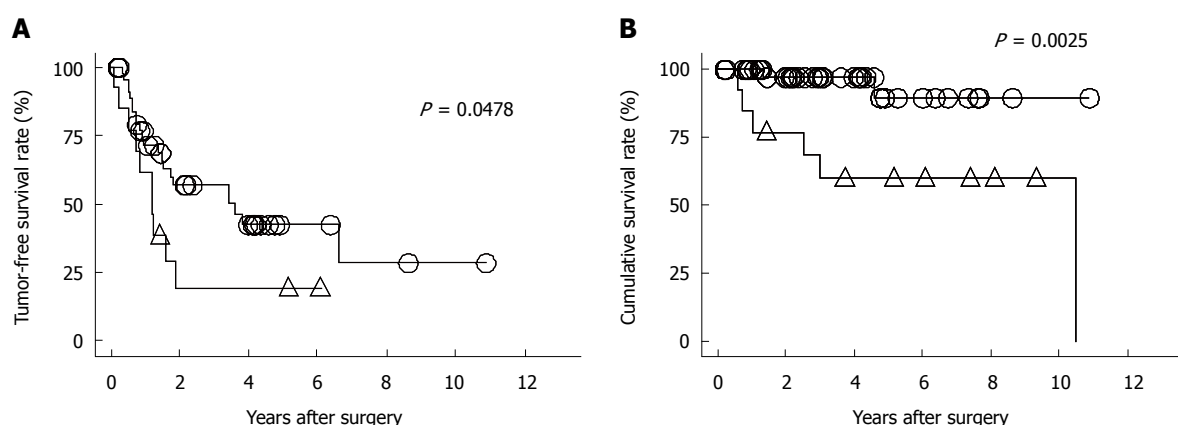 A
P = 0.0478
Tumor-free survival rate (%)
100
75
50
25
0
0 2 4 6 8 10 12
Years after surgery
B
P = 0.0025
Cumulative survival rate (%)
100
75
50
25
0
0 2 4 6 8 10 12
Years after surgery